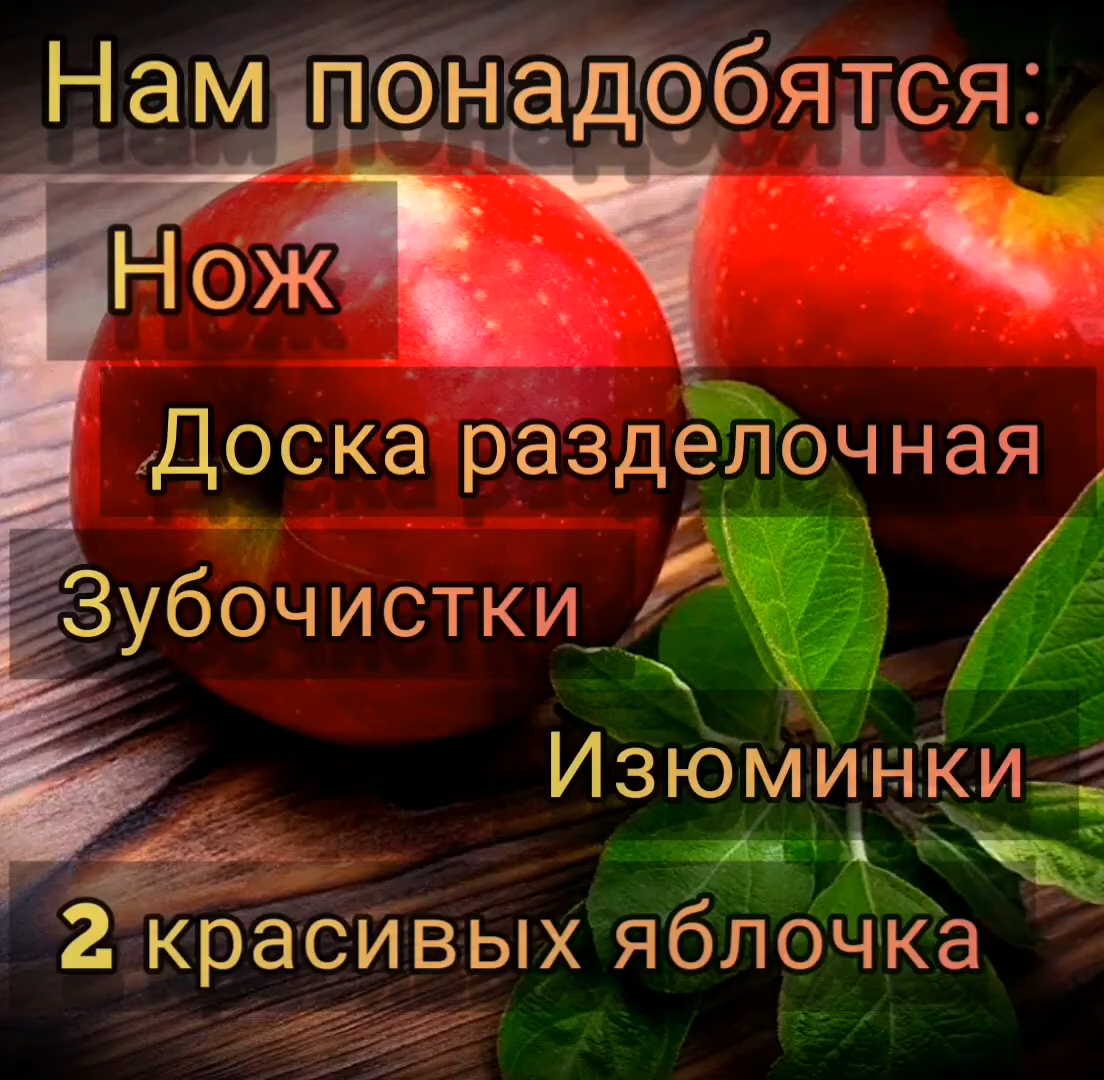 Нам понадобятся:
Нож
Доска разделочная
Зубочистки
Изюминки
2 красивых яблочка